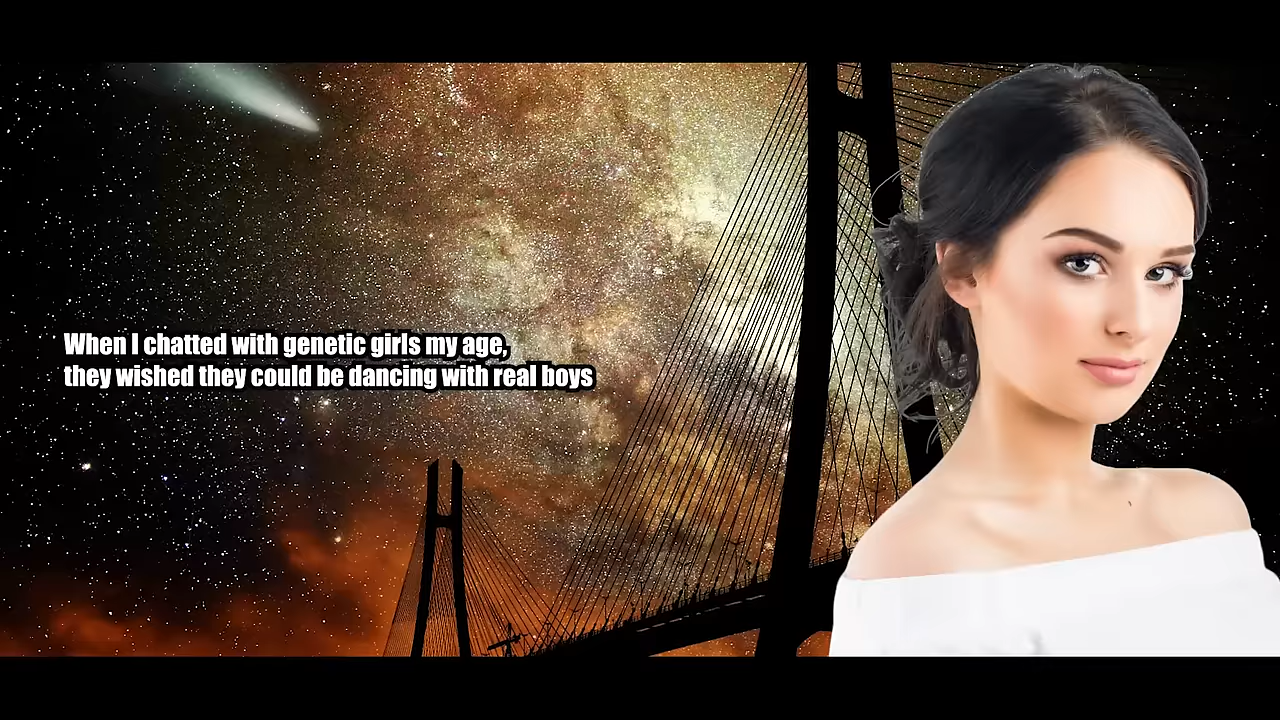 When I chatted with genetic girls my age,
they wished they could be dancing with real boys